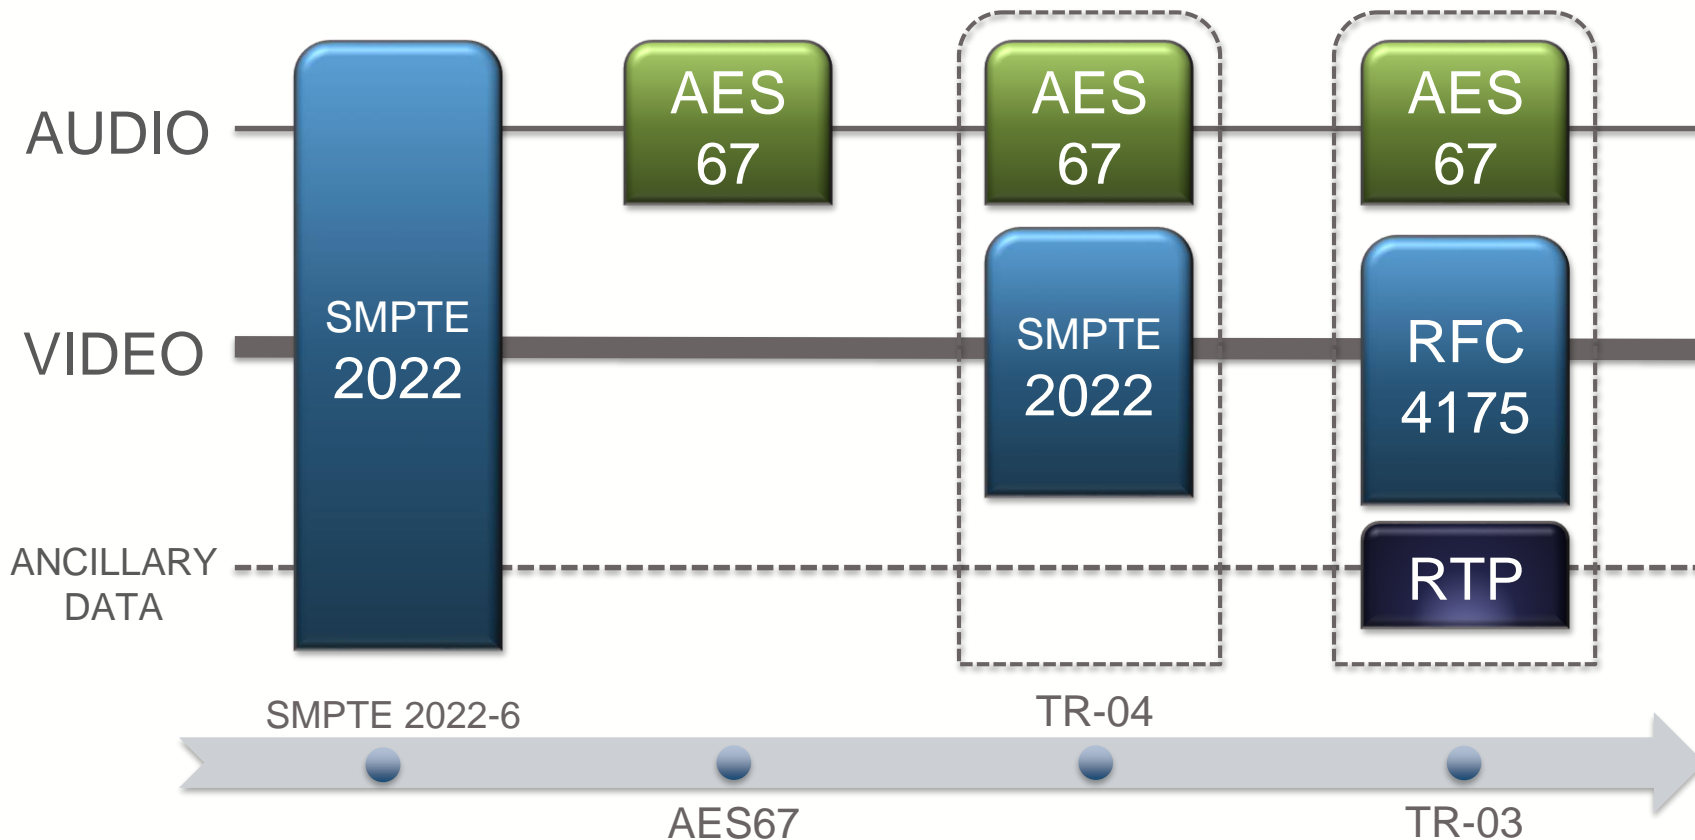 AUDIO
AES
67
AES
67
AES
67
SMPTE
2022
VIDEO
SMPTE
2022
RFC
4175
ANCILLARY
DATA
RTP
SMPTE 2022-6
TR-04
AES67
TR-03